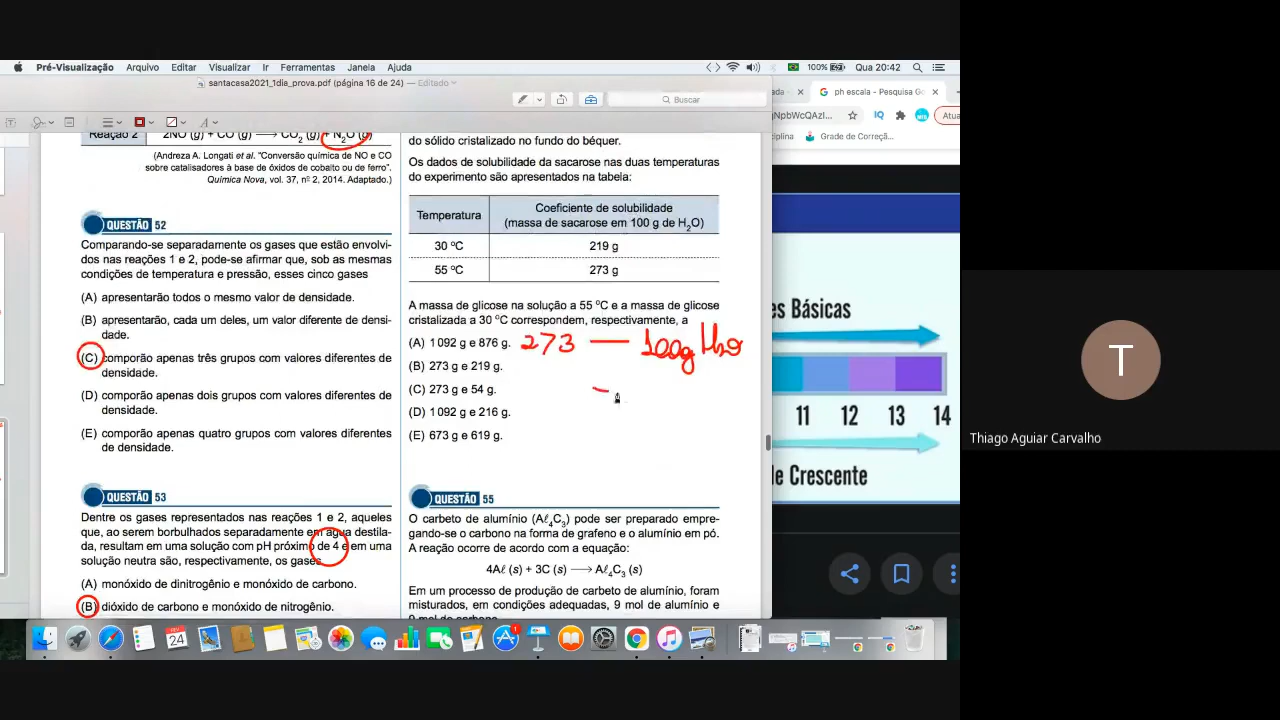 Pré-Visualização Arquivo Editar Visualizar Ir Ferramentas Janela Ajuda
100% Qua 20:42
santacasa2021_1dia_prova.pdf (página 16 de 24) — Editado
Buscar
Reação 2 2NO (g) + CO (g) ⟶ CO₂ (g) + N₂O (g)
(Andreza A. Longati et al. “Conversão química de NO e CO
sobre catalisadores à base de óxidos de cobalto ou de ferro”.
Química Nova, vol. 37, nº 2, 2014. Adaptado.)
QUESTÃO 52
Comparando-se separadamente os gases que estão envolvi-
dos nas reações 1 e 2, pode-se afirmar que, sob as mesmas
condições de temperatura e pressão, esses cinco gases
(A) apresentarão todos o mesmo valor de densidade.
(B) apresentarão, cada um deles, um valor diferente de densi-
dade.
(C) comporão apenas três grupos com valores diferentes de
densidade.
(D) comporão apenas dois grupos com valores diferentes de
densidade.
(E) comporão apenas quatro grupos com valores diferentes
de densidade.
QUESTÃO 53
Dentre os gases representados nas reações 1 e 2, aqueles
que, ao serem borbulhados separadamente em água destila-
da, resultam em uma solução com pH próximo de 4 e em uma
solução neutra são, respectivamente, os gases
(A) monóxido de dinitrogênio e monóxido de carbono.
(B) dióxido de carbono e monóxido de nitrogênio.
do sólido cristalizado no fundo do béquer.
Os dados de solubilidade da sacarose nas duas temperaturas
do experimento são apresentados na tabela:
Temperatura Coeficiente de solubilidade
(massa de sacarose em 100 g de H₂O)
30 ºC 219 g
55 ºC 273 g
A massa de glicose na solução a 55 ºC e a massa de glicose
cristalizada a 30 ºC correspondem, respectivamente, a
(A) 1 092 g e 876 g. 273 — 100g H₂O
(B) 273 g e 219 g.
(C) 273 g e 54 g.
(D) 1 092 g e 216 g.
(E) 673 g e 619 g.
QUESTÃO 55
O carbeto de alumínio (Aℓ₄C₃) pode ser preparado empre-
gando-se o carbono na forma de grafeno e o alumínio em pó.
A reação ocorre de acordo com a equação:
4Aℓ (s) + 3C (s) ⟶ Aℓ₄C₃ (s)
Em um processo de produção de carbeto de alumínio, foram
misturados, em condições adequadas, 9 mol de alumínio e
ph escala - Pesquisa Go
Atua
ciplina Grade de Correçã...
es Básicas
11 12 13 14
de Crescente
T
Thiago Aguiar Carvalho